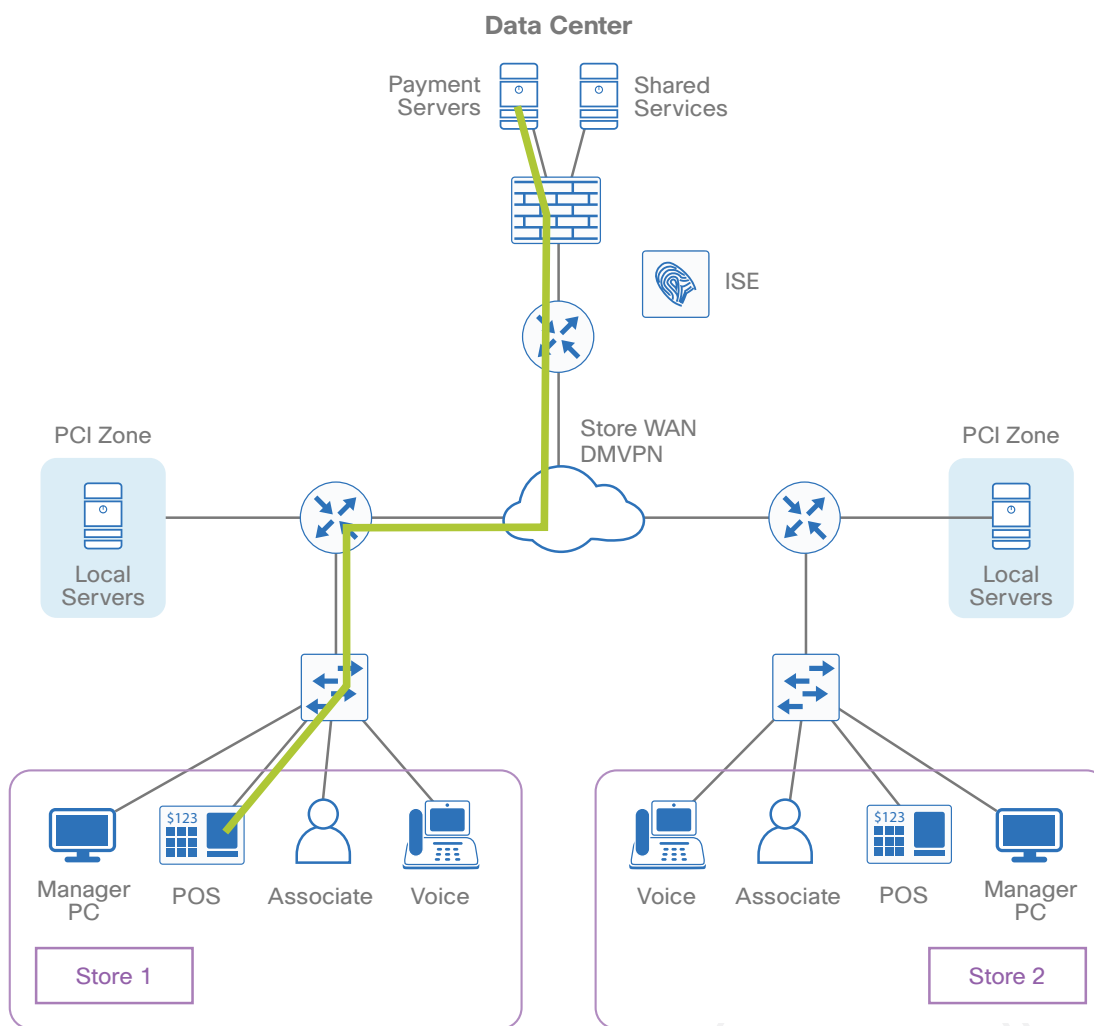 Data Center
Payment
Servers
Shared
Services
ISE
Store WAN
DMVPN
PCI Zone
Local
Servers
PCI Zone
Local
Servers
$123
Manager
PC
POS
Associate
Voice
Store 1
$123
Voice
Associate
POS
Manager
PC
Store 2